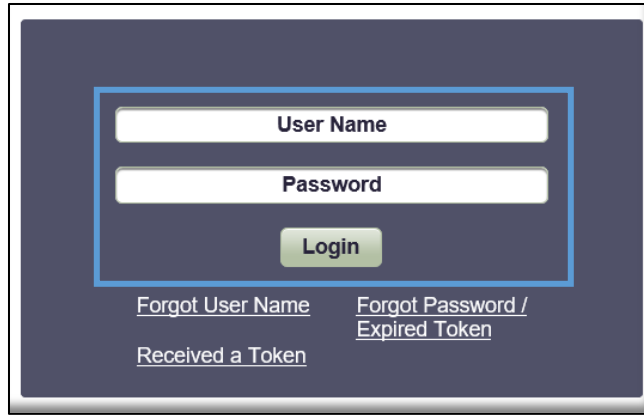 User Name
Password
Login
Forgot User Name
Forgot Password /
Expired Token
Received a Token